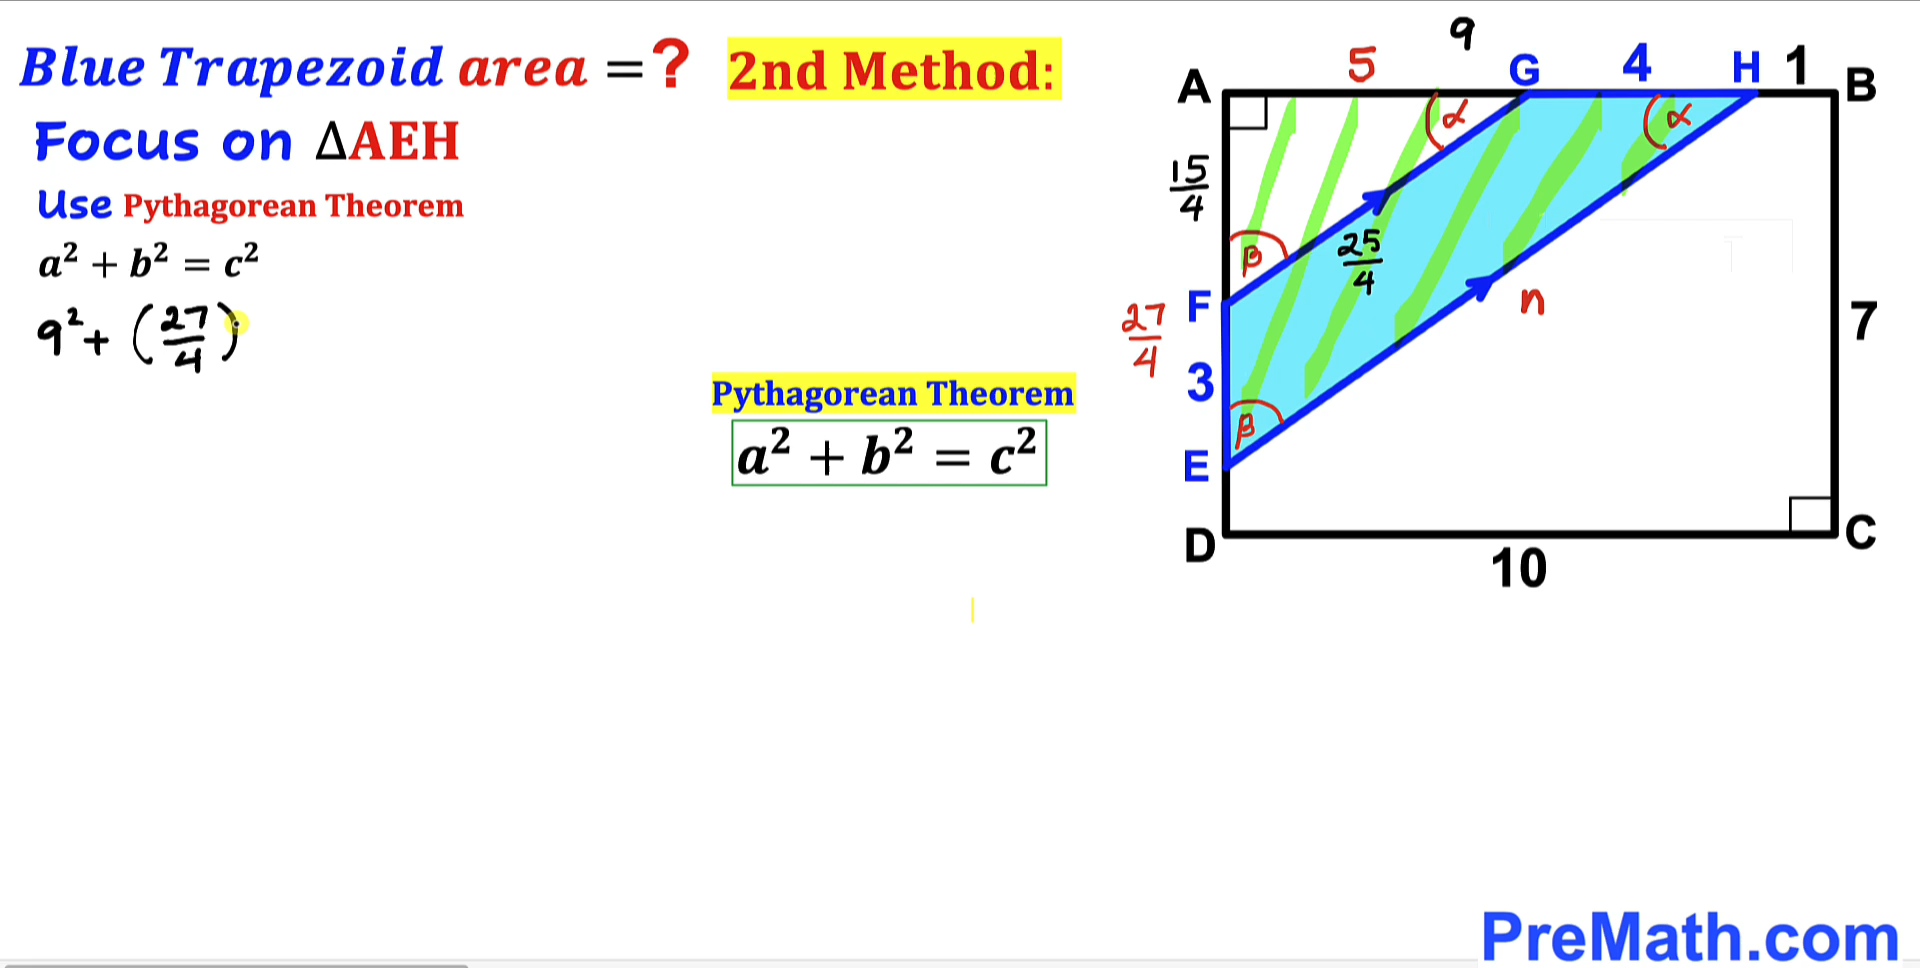 Blue Trapezoid area = ? 2nd Method:
Focus on ΔAEH
Use Pythagorean Theorem
a² + b² = c²
9² + (27/4)
Pythagorean Theorem
a² + b² = c²
9
A 5 G 4 H 1 B
α α
15/4
β 25/4
27/4 F n 7
3
β
E
D C
10
PreMath.com